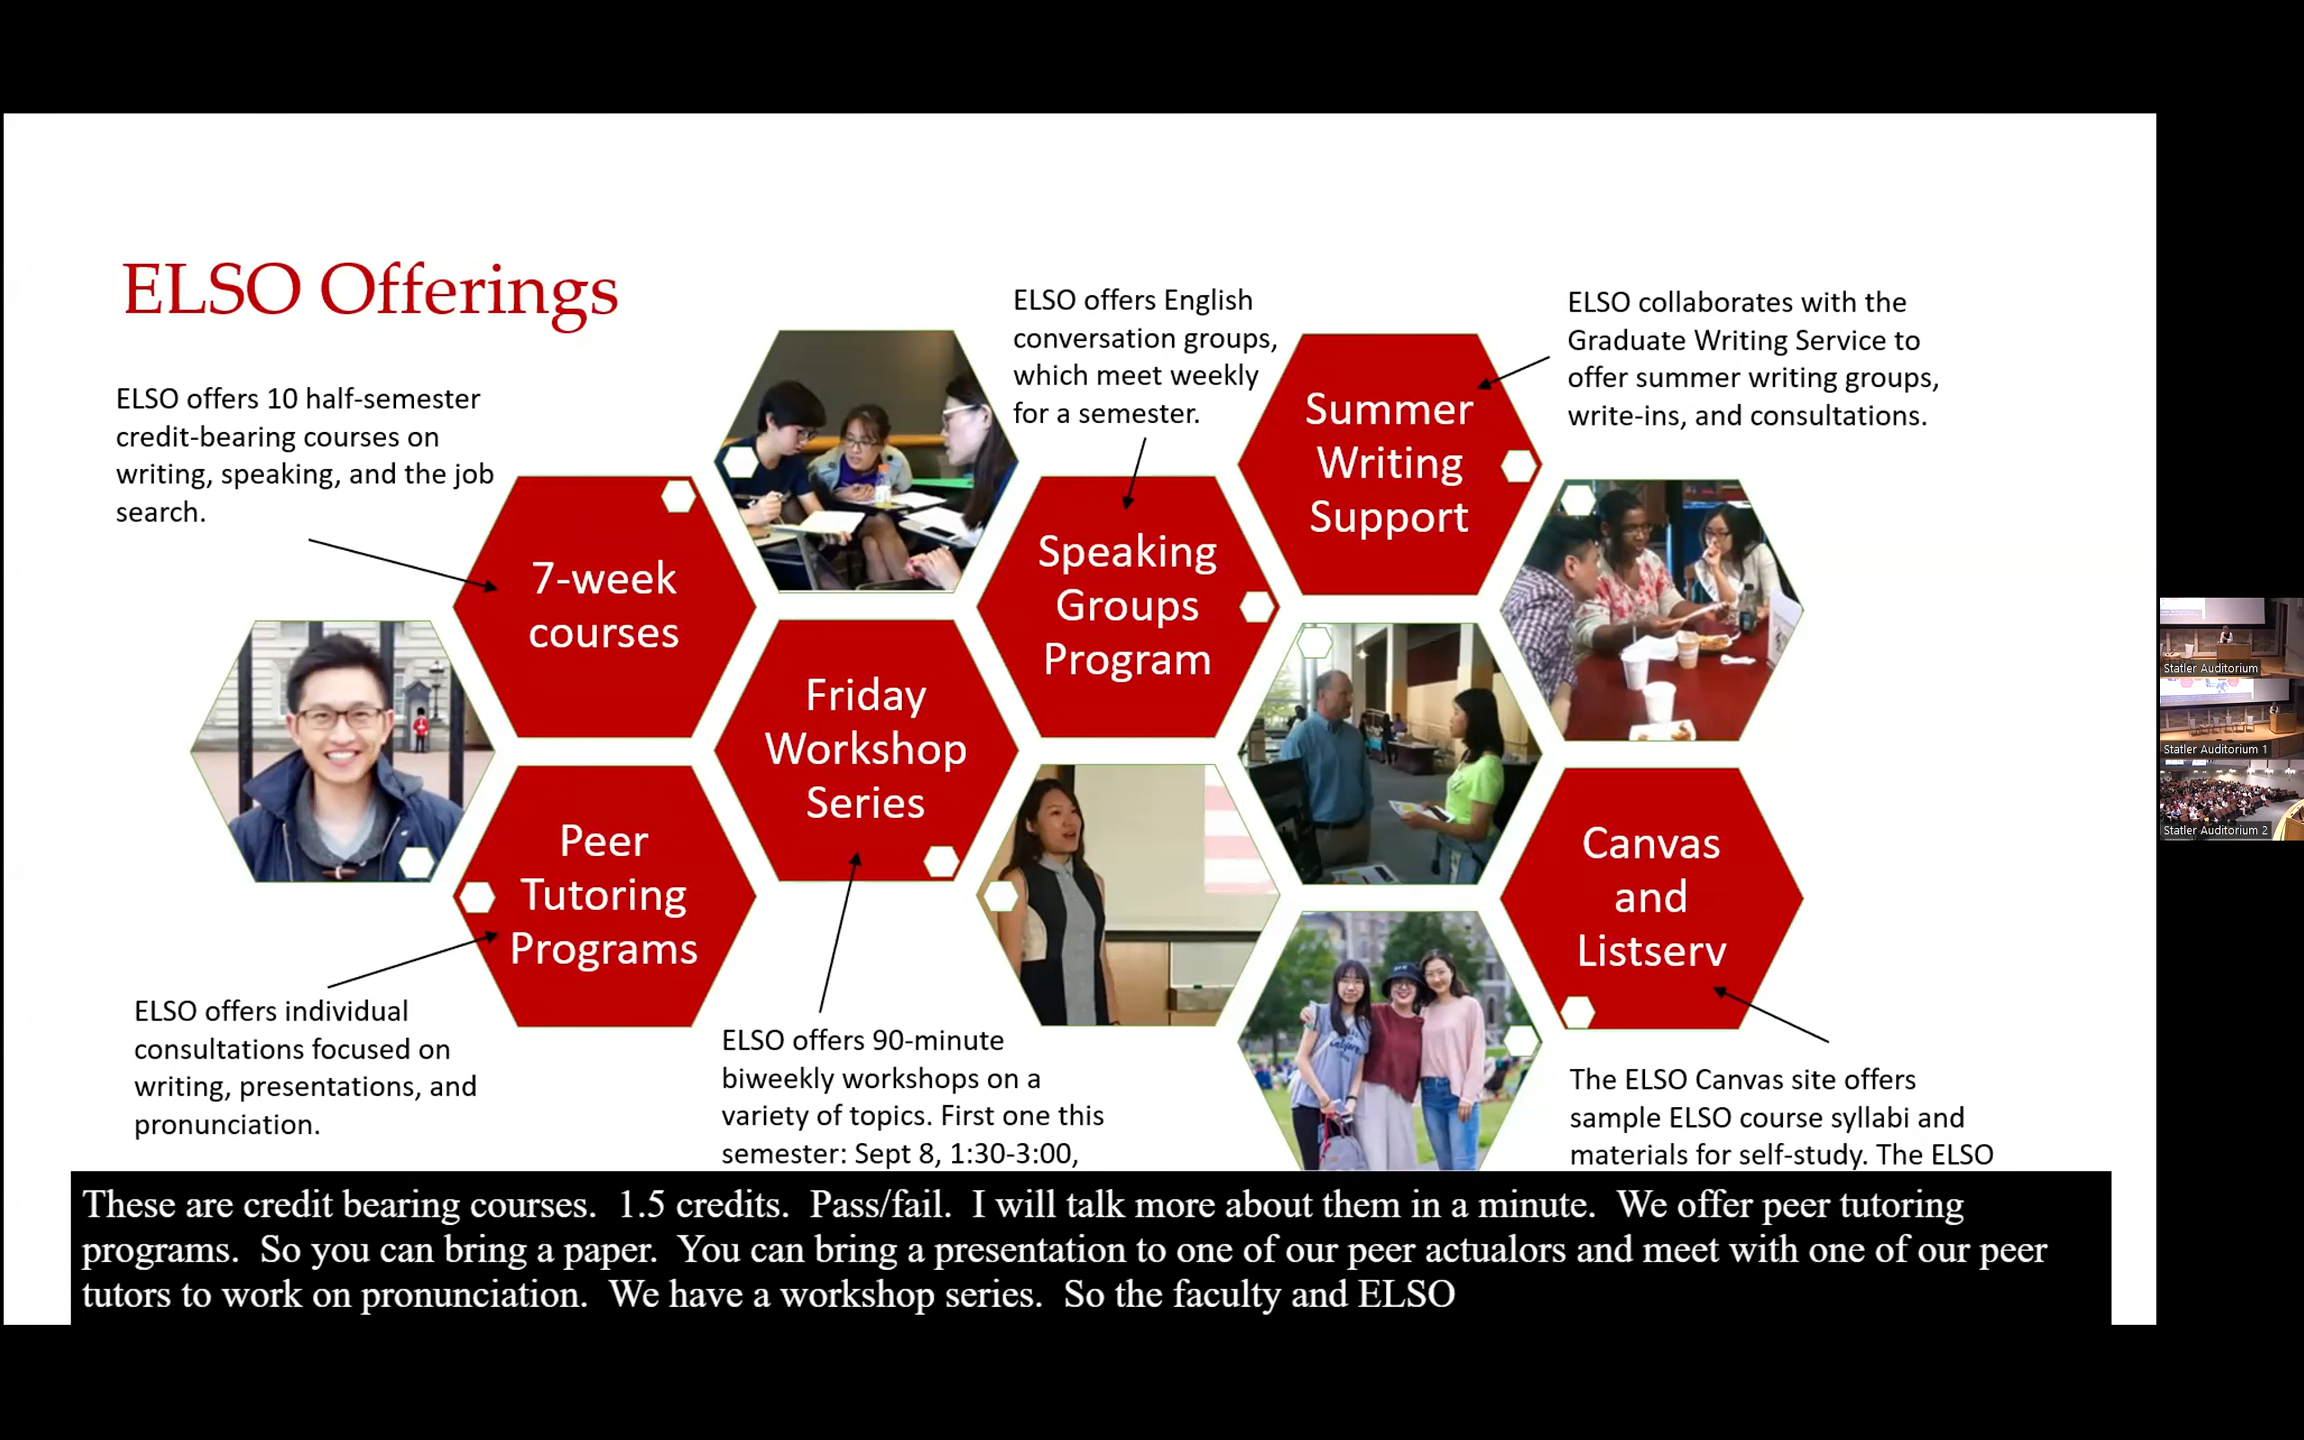 ELSO Offerings
ELSO offers 10 half-semester
credit-bearing courses on
writing, speaking, and the job
search.
7-week
courses
ELSO offers English
conversation groups,
which meet weekly
for a semester.
Speaking
Groups
Program
ELSO collaborates with the
Graduate Writing Service to
offer summer writing groups,
write-ins, and consultations.
Summer
Writing
Support
Friday
Workshop
Series
Peer
Tutoring
Programs
Canvas
and
Listserv
ELSO offers individual
consultations focused on
writing, presentations, and
pronunciation.
ELSO offers 90-minute
biweekly workshops on a
variety of topics. First one this
semester: Sept 8, 1:30-3:00,
The ELSO Canvas site offers
sample ELSO course syllabi and
materials for self-study. The ELSO
These are credit bearing courses.  1.5 credits.  Pass/fail.  I will talk more about them in a minute.  We offer peer tutoring
programs.  So you can bring a paper.  You can bring a presentation to one of our peer actualors and meet with one of our peer
tutors to work on pronunciation.  We have a workshop series.  So the faculty and ELSO
Statler Auditorium
Statler Auditorium 1
Statler Auditorium 2